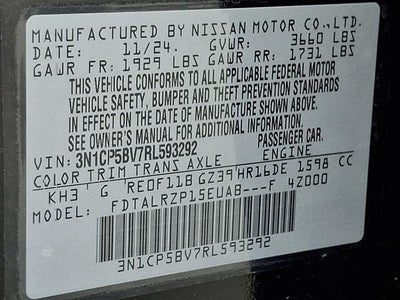 MANUFACTURED BY NISSAN MOTOR CO.,LTD.
DATE: 11/24. GVWR: 3660 LBS
GAWR FR: 1929 LBS GAWR RR: 1731 LBS
THIS VEHICLE CONFORMS TO ALL APPLICABLE FEDERAL MOTOR
VEHICLE SAFETY, BUMPER AND THEFT PREVENTION STANDARDS
IN EFFECT ON THE DATE OF MANUFACTURE SHOWN ABOVE.
SEE OWNER'S MANUAL FOR ADDITIONAL INFORMATION.
VIN: 3N1CP5BV7RL593292 PASSENGER CAR.
COLOR TRIM TRANS AXLE ENGINE
KH3 ' G 'RE0F11B GZ39'HR16DE 1598 CC
MODEL: FDTALRZP15EUA8---F 4Z000
3N1CP5BV7RL593292